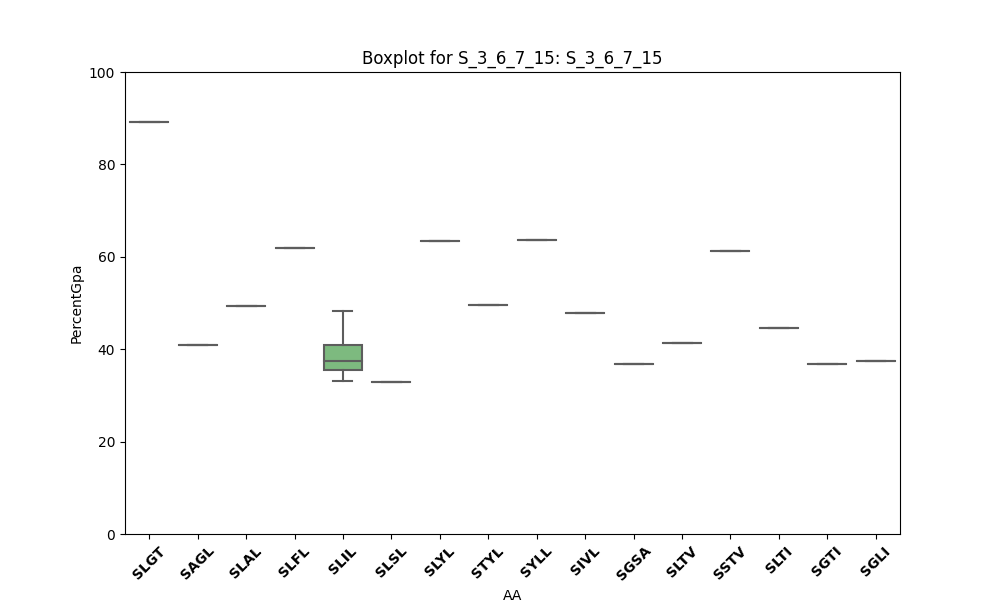 Boxplot for S_3_6_7_15: S_3_6_7_15
100
80
60
40
20
0
PercentGpa
SLGT SAGL SLAL SLFL SLIL SLSL SLYL STYL SYLL SIVL SGSA SLTV SSTV SLTI SGTI SGLI
AA